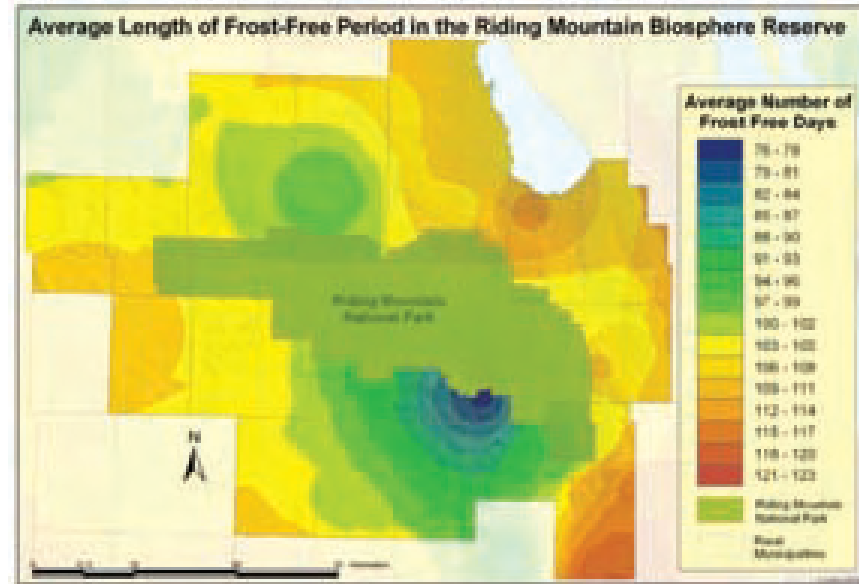 Average Length of Frost-Free Period in the Riding Mountain Biosphere Reserve
Average Number of
Frost Free Days
76 - 78
79 - 81
82 - 84
85 - 87
88 - 90
91 - 93
94 - 96
97 - 99
100 - 102
103 - 105
106 - 108
109 - 111
112 - 114
115 - 117
118 - 120
121 - 123
Riding Mountain
National Park
Rural
Municipalities
Riding Mountain
National Park
N